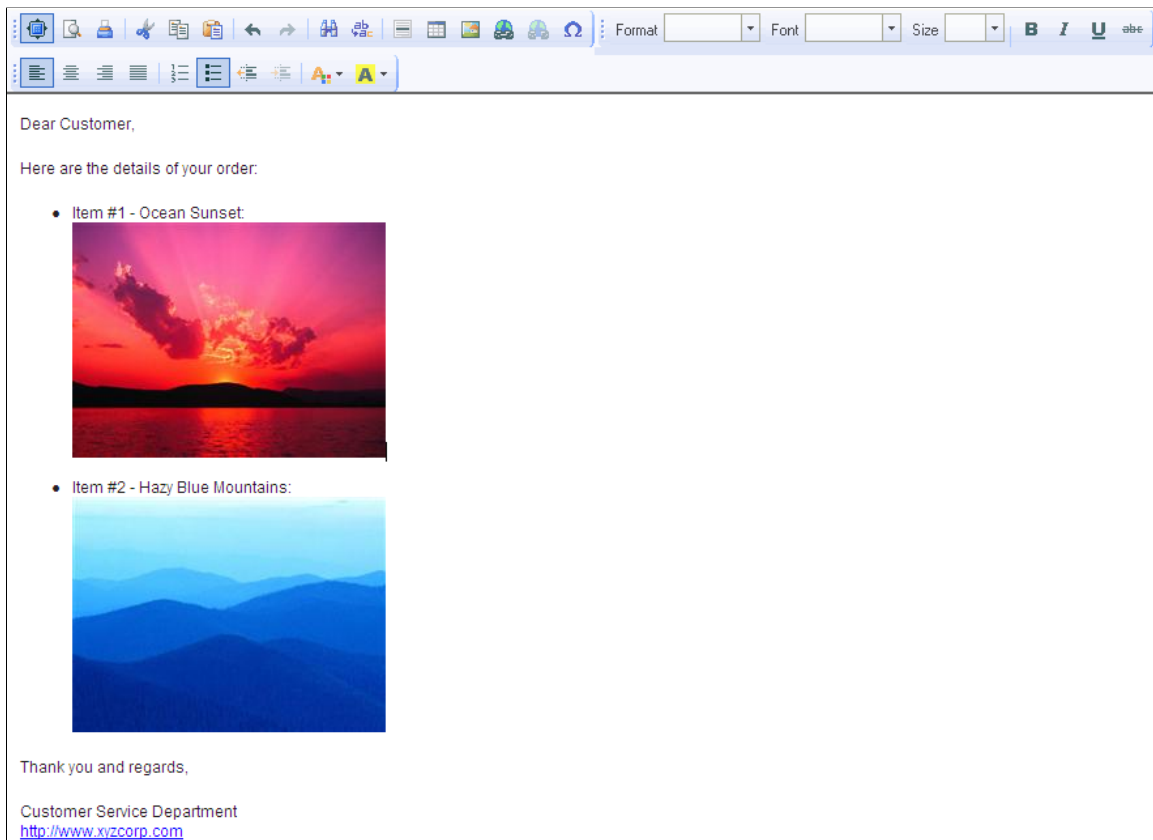 Format Font Size B I U abc
Dear Customer,
Here are the details of your order:
Item #1 - Ocean Sunset:
Item #2 - Hazy Blue Mountains:
Thank you and regards,
Customer Service Department
http://www.xyzcorp.com